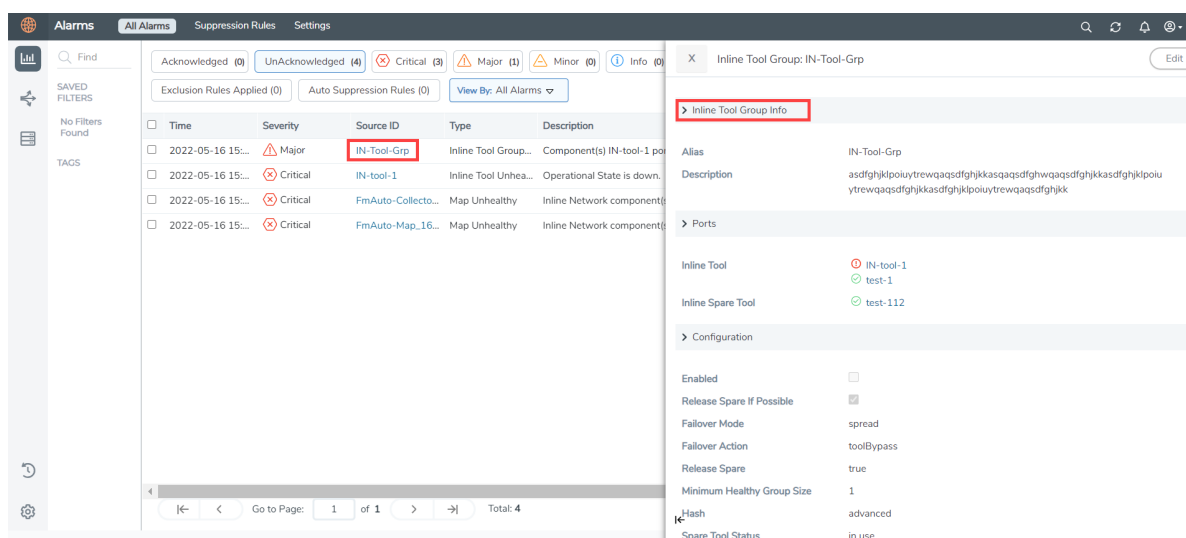 Alarms All Alarms Suppression Rules Settings
Find
SAVED
FILTERS
No Filters
Found
TAGS
Acknowledged (0) UnAcknowledged (4) Critical (3) Major (1) Minor (0) Info (0)
Exclusion Rules Applied (0) Auto Suppression Rules (0) View By: All Alarms
Time Severity Source ID Type Description
2022-05-16 15:... Major IN-Tool-Grp Inline Tool Group... Component(s) IN-tool-1 por
2022-05-16 15:... Critical IN-tool-1 Inline Tool Unhea... Operational State is down.
2022-05-16 15:... Critical FmAuto-Collecto... Map Unhealthy Inline Network component(s
2022-05-16 15:... Critical FmAuto-Map_16... Map Unhealthy Inline Network component(s
Go to Page: 1 of 1 Total: 4
X Inline Tool Group: IN-Tool-Grp Edit
Inline Tool Group Info
Alias IN-Tool-Grp
Description asdfghjklpoiuytrewqaqsdfghjkkasqaqsdfghwqaqsdfghjkkasdfghjklpoiu
ytrewqaqsdfghjkkasdfghjklpoiuytrewqaqsdfghjkk
Ports
Inline Tool IN-tool-1
test-1
Inline Spare Tool test-112
Configuration
Enabled
Release Spare If Possible
Failover Mode spread
Failover Action toolBypass
Release Spare true
Minimum Healthy Group Size 1
Hash advanced
Spare Tool Status in use